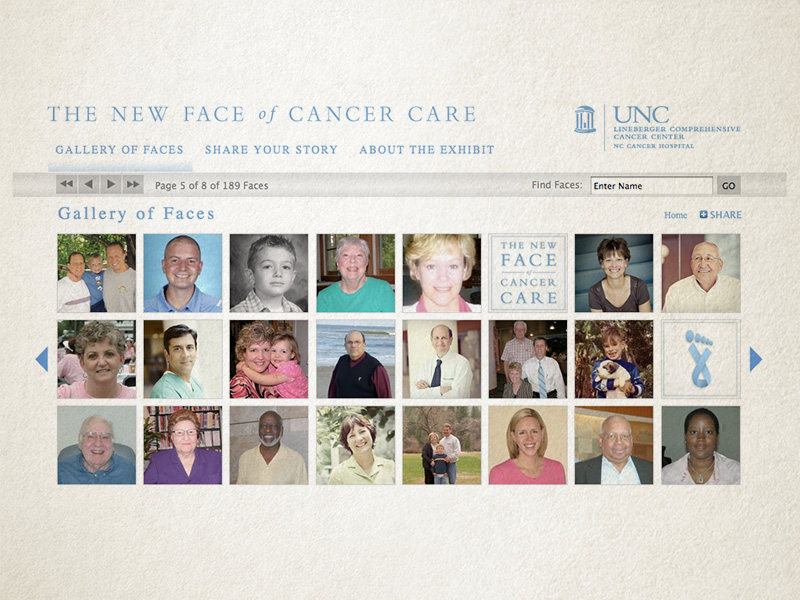 THE NEW FACE of CANCER CARE
UNC
LINEBERGER COMPREHENSIVE
CANCER CENTER
NC CANCER HOSPITAL
GALLERY OF FACES
SHARE YOUR STORY
ABOUT THE EXHIBIT
Page 5 of 8 of 189 Faces
Find Faces:
Enter Name
GO
Gallery of Faces
Home
SHARE
THE NEW
FACE
of
CANCER
CARE